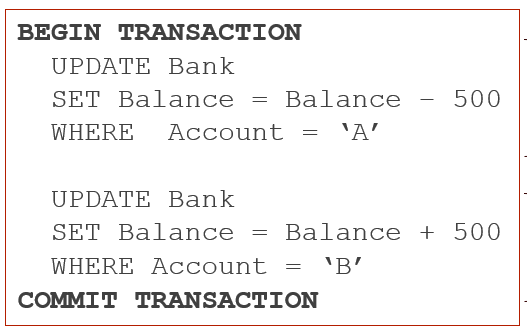 BEGIN TRANSACTION
UPDATE Bank
SET Balance = Balance – 500
WHERE  Account = ‘A’
UPDATE Bank
SET Balance = Balance + 500
WHERE Account = ‘B’
COMMIT TRANSACTION